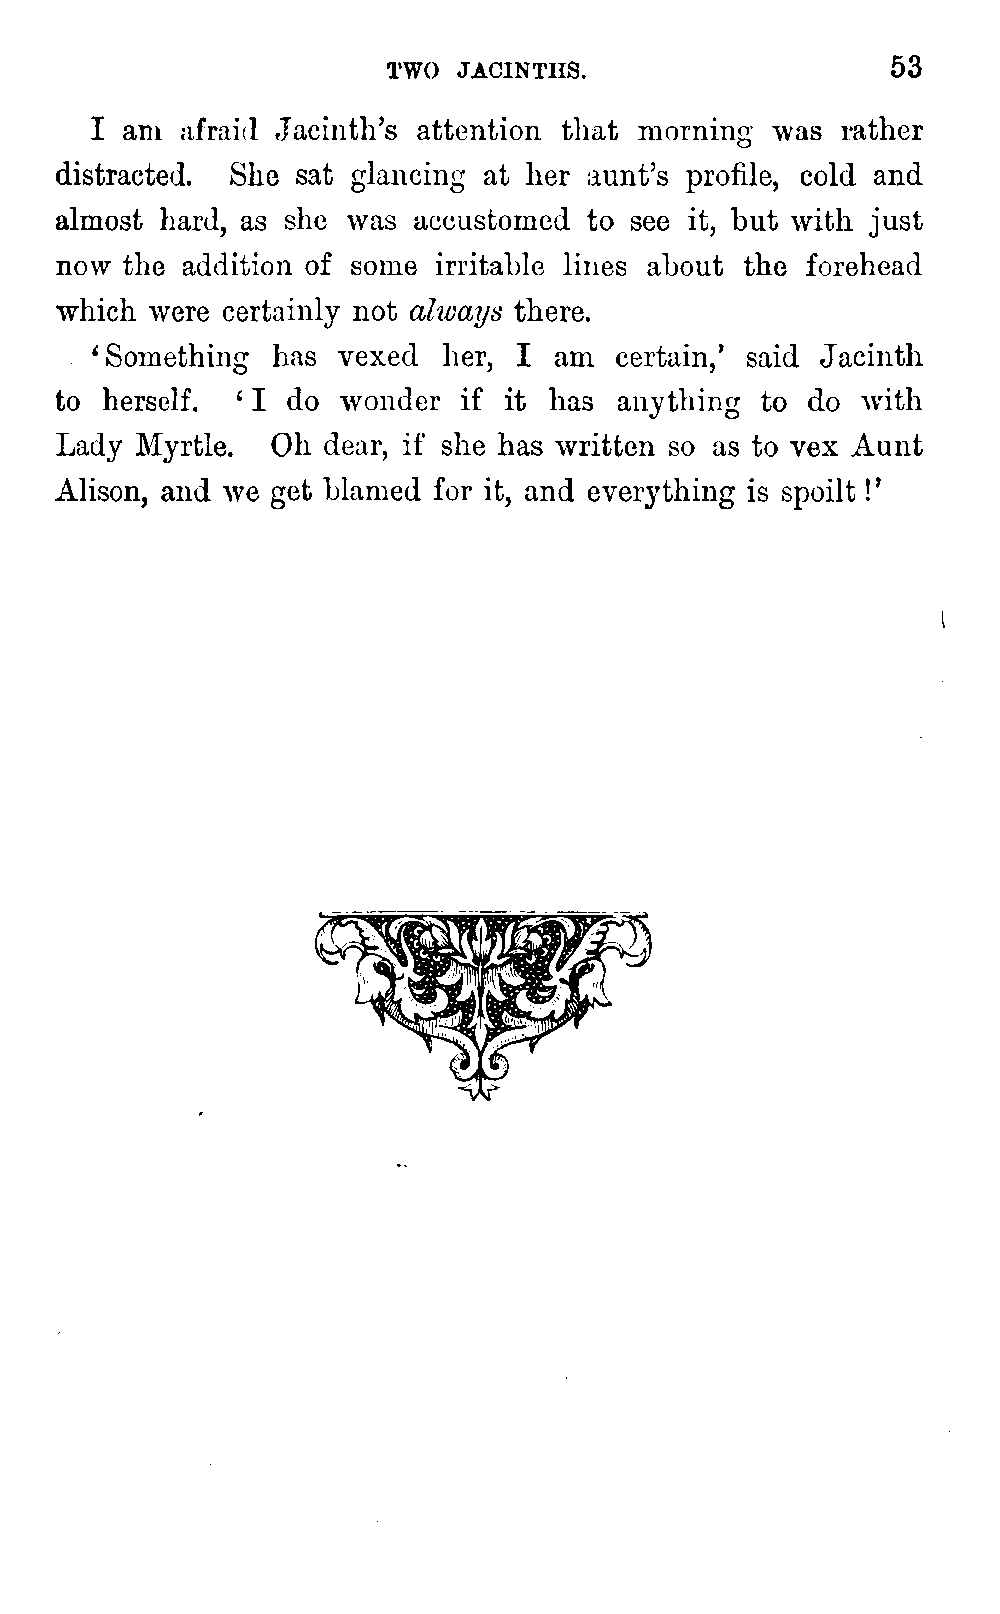 TWO JACINTHS. 53
I am afraid Jacinth's attention that morning was rather
distracted. She sat glancing at her aunt's profile, cold and
almost hard, as she was accustomed to see it, but with just
now the addition of some irritable lines about the forehead
which were certainly not always there.
'Something has vexed her, I am certain,' said Jacinth
to herself. 'I do wonder if it has anything to do with
Lady Myrtle. Oh dear, if she has written so as to vex Aunt
Alison, and we get blamed for it, and everything is spoilt!'